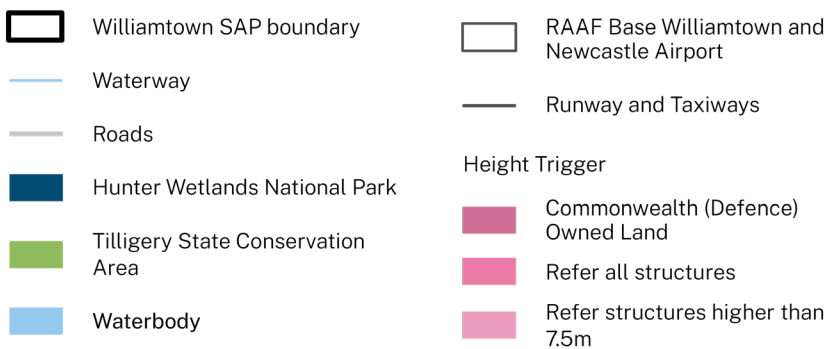 Williamtown SAP boundary
Waterway
Roads
Hunter Wetlands National Park
Tilligery State Conservation
Area
Waterbody
RAAF Base Williamtown and
Newcastle Airport
Runway and Taxiways
Height Trigger
Commonwealth (Defence)
Owned Land
Refer all structures
Refer structures higher than
7.5m